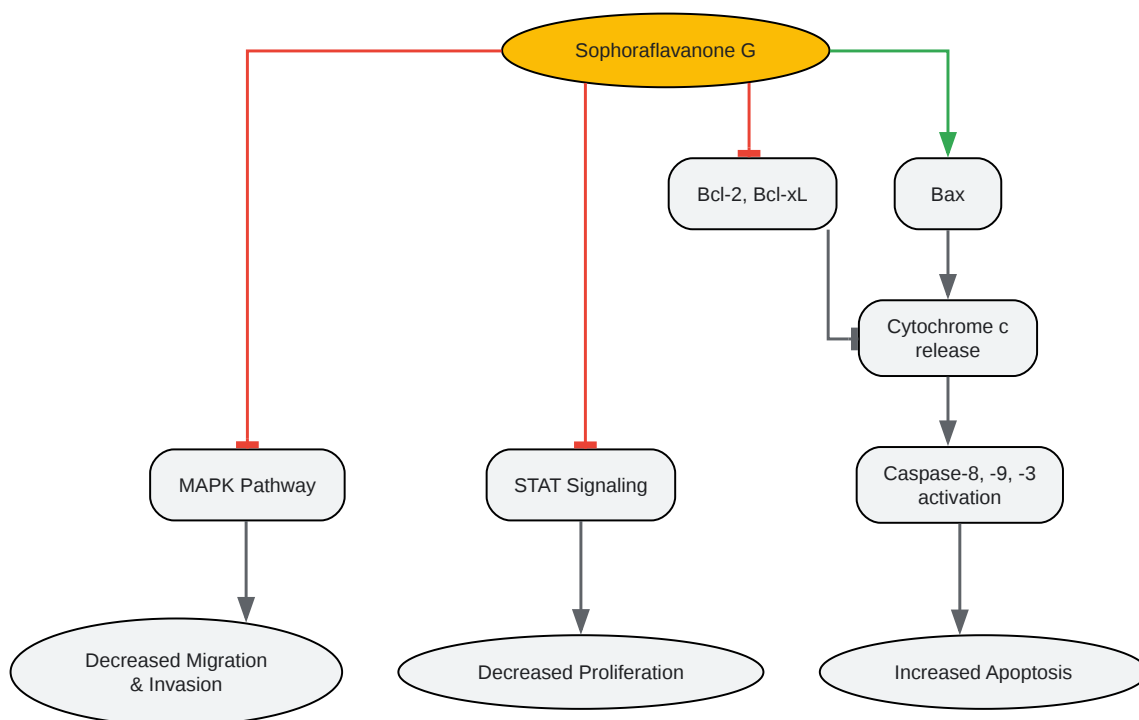 Sophoraflavanone G
Bcl-2, Bcl-xL
Bax
Cytochrome c
release
MAPK Pathway
STAT Signaling
Caspase-8, -9, -3
activation
Decreased Migration
& Invasion
Decreased Proliferation
Increased Apoptosis